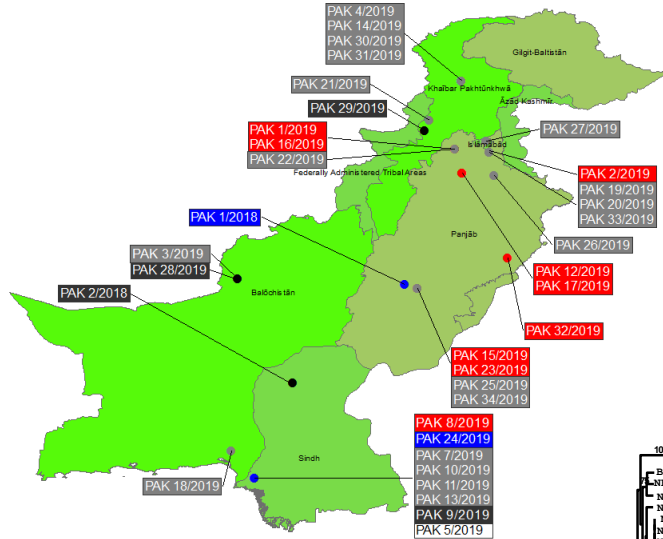 PAK 4/2019
PAK 14/2019
PAK 30/2019
PAK 31/2019
Gilgit-Baltistān
PAK 21/2019
Khaībar Pakhtūnkhwā
PAK 29/2019
Āzād Kashmīr
PAK 1/2019
PAK 16/2019
PAK 22/2019
PAK 27/2019
Islāmābād
Federally Administered Tribal Areas
PAK 2/2019
PAK 19/2019
PAK 20/2019
PAK 33/2019
PAK 1/2018
Panjāb
PAK 26/2019
PAK 3/2019
PAK 28/2019
PAK 12/2019
PAK 17/2019
PAK 2/2018
Balōchistān
PAK 32/2019
PAK 15/2019
PAK 23/2019
PAK 25/2019
PAK 34/2019
PAK 8/2019
PAK 24/2019
PAK 7/2019
PAK 10/2019
PAK 11/2019
PAK 13/2019
PAK 9/2019
PAK 5/2019
Sindh
PAK 18/2019
10
B
NI
N
N
N